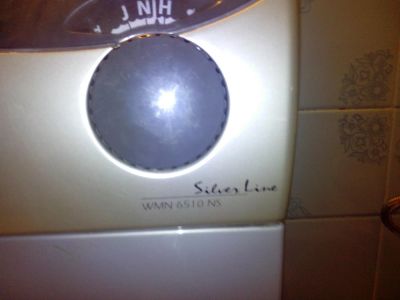 J N H
Silver Line
WMN 6510 NS